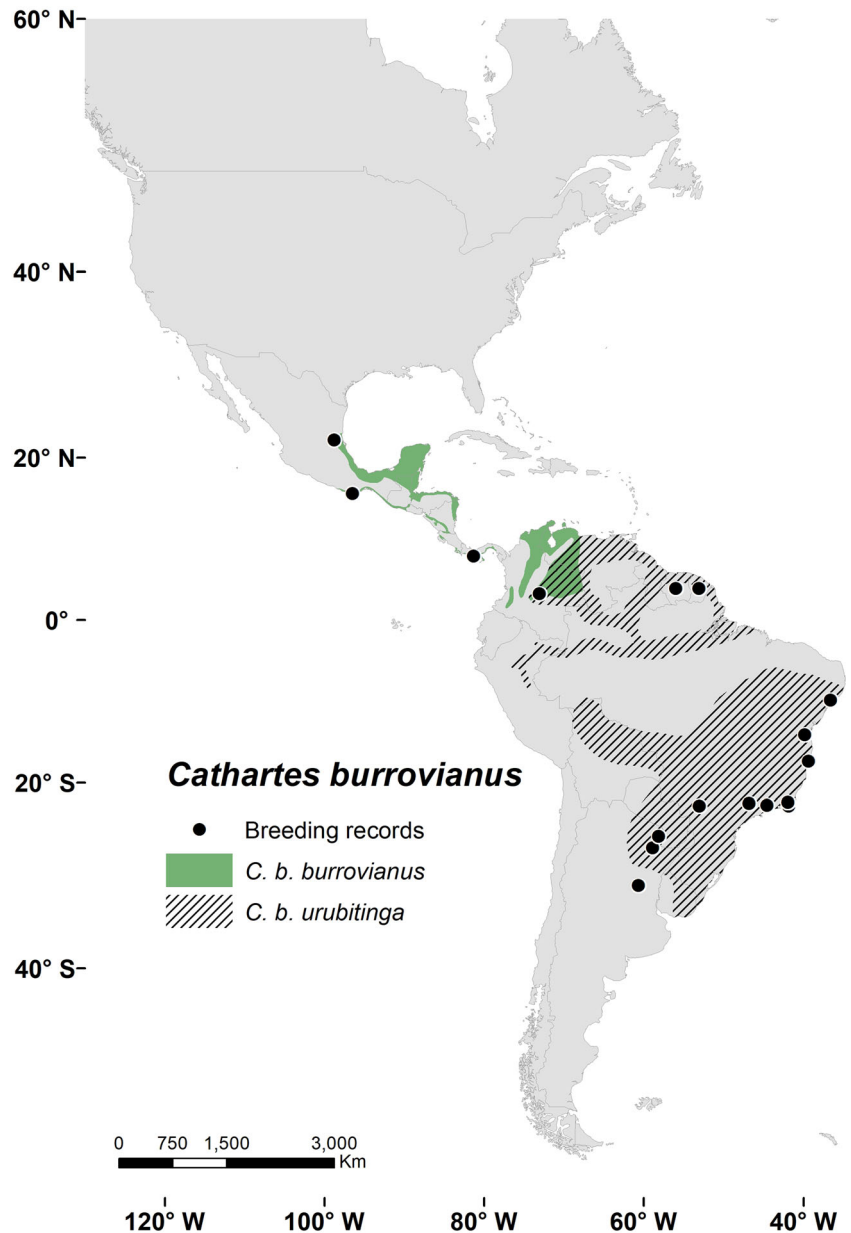 60° N
40° N
20° N
0°
20° S
40° S
Cathartes burrovianus
Breeding records
C. b. burrovianus
C. b. urubitinga
0 750 1,500 3,000
Km
120° W 100° W 80° W 60° W 40° W